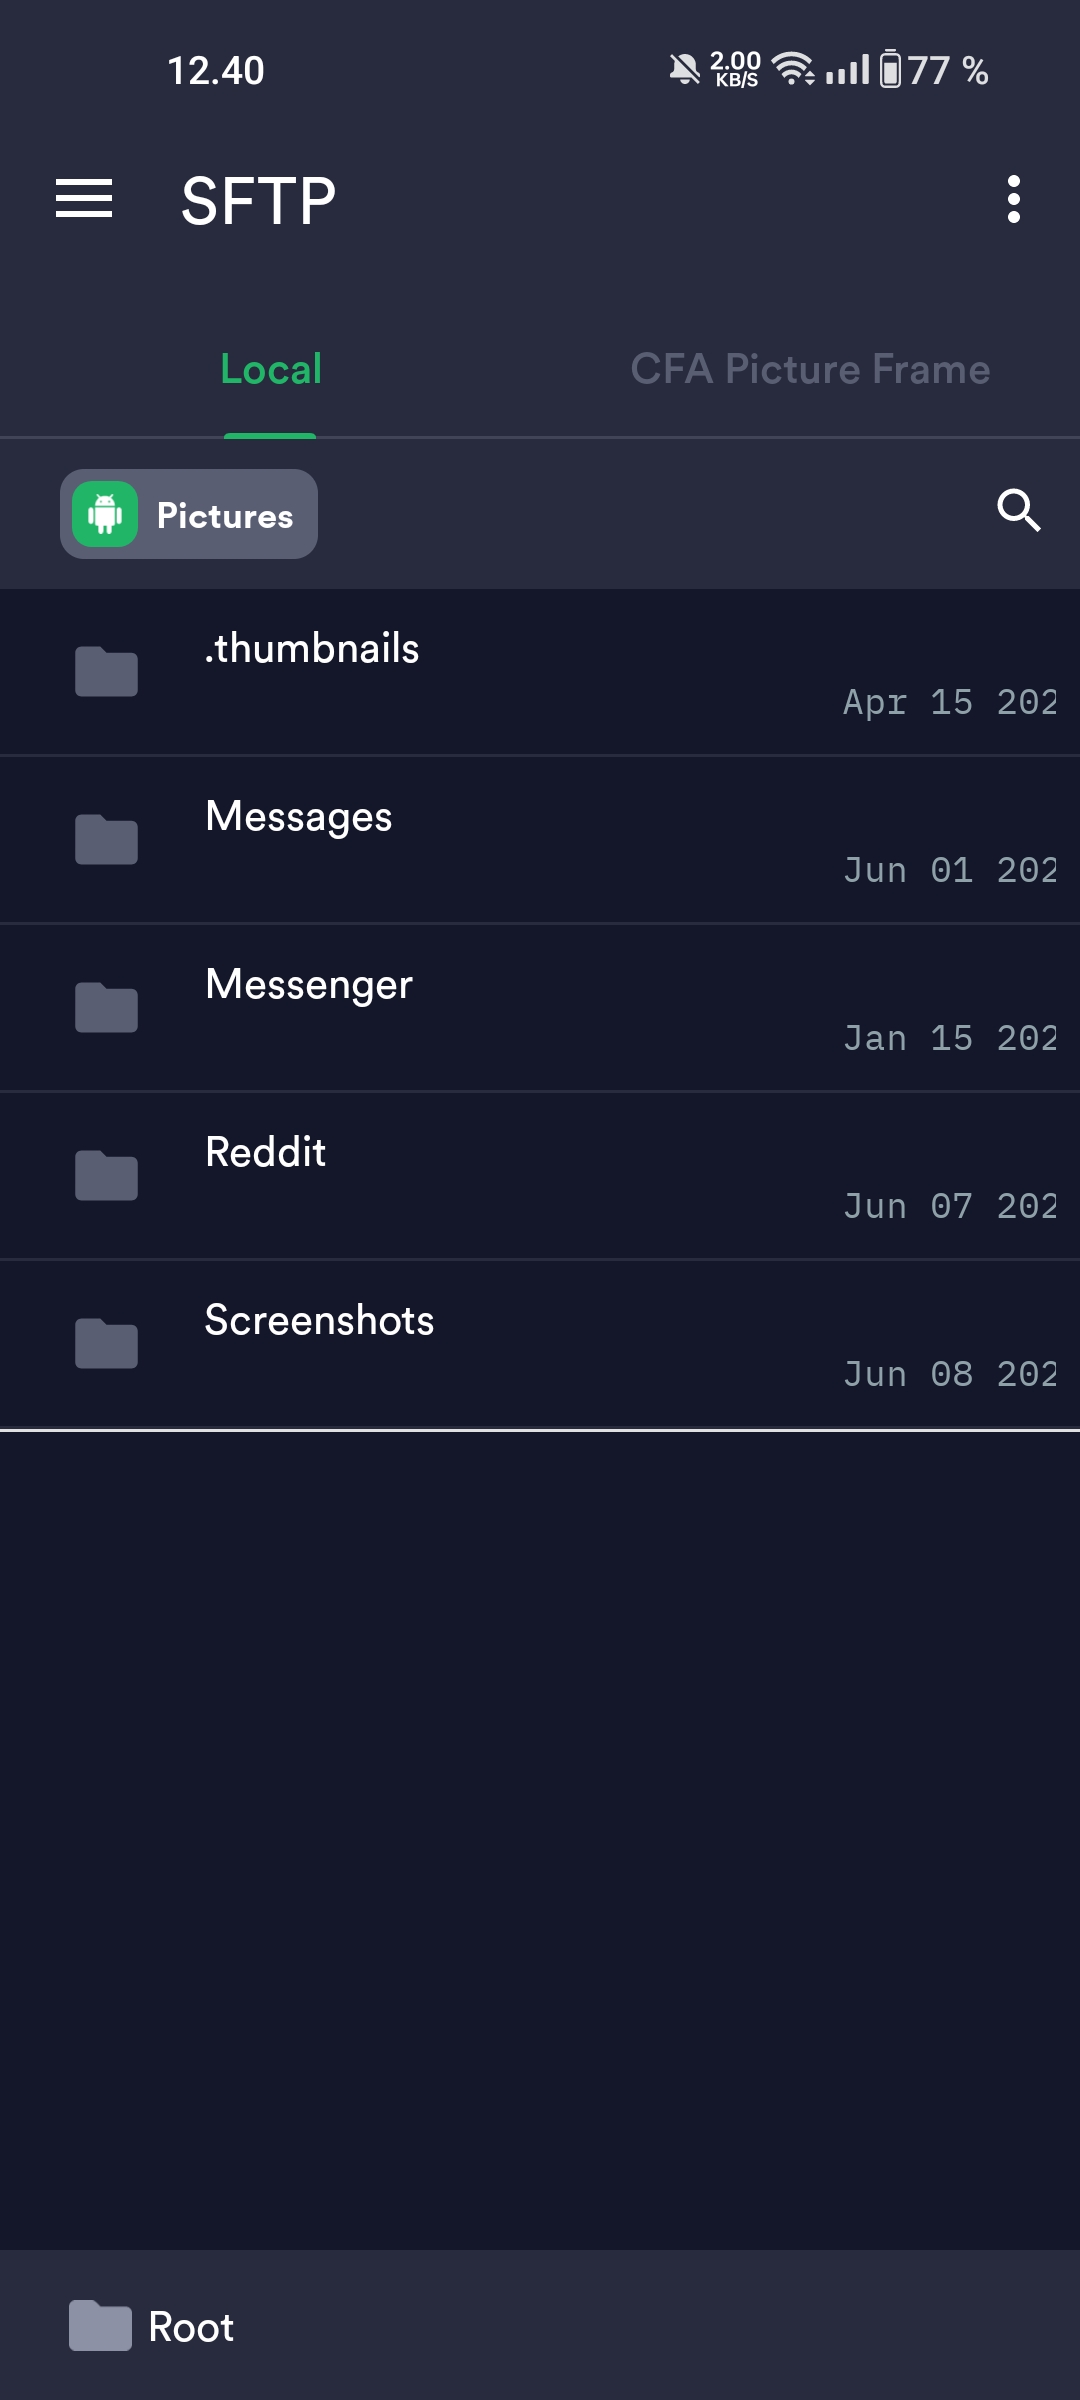 12.40
2.00
KB/S
77 %
SFTP
Local
CFA Picture Frame
Pictures
.thumbnails
Apr 15 202
Messages
Jun 01 202
Messenger
Jan 15 202
Reddit
Jun 07 202
Screenshots
Jun 08 202
Root